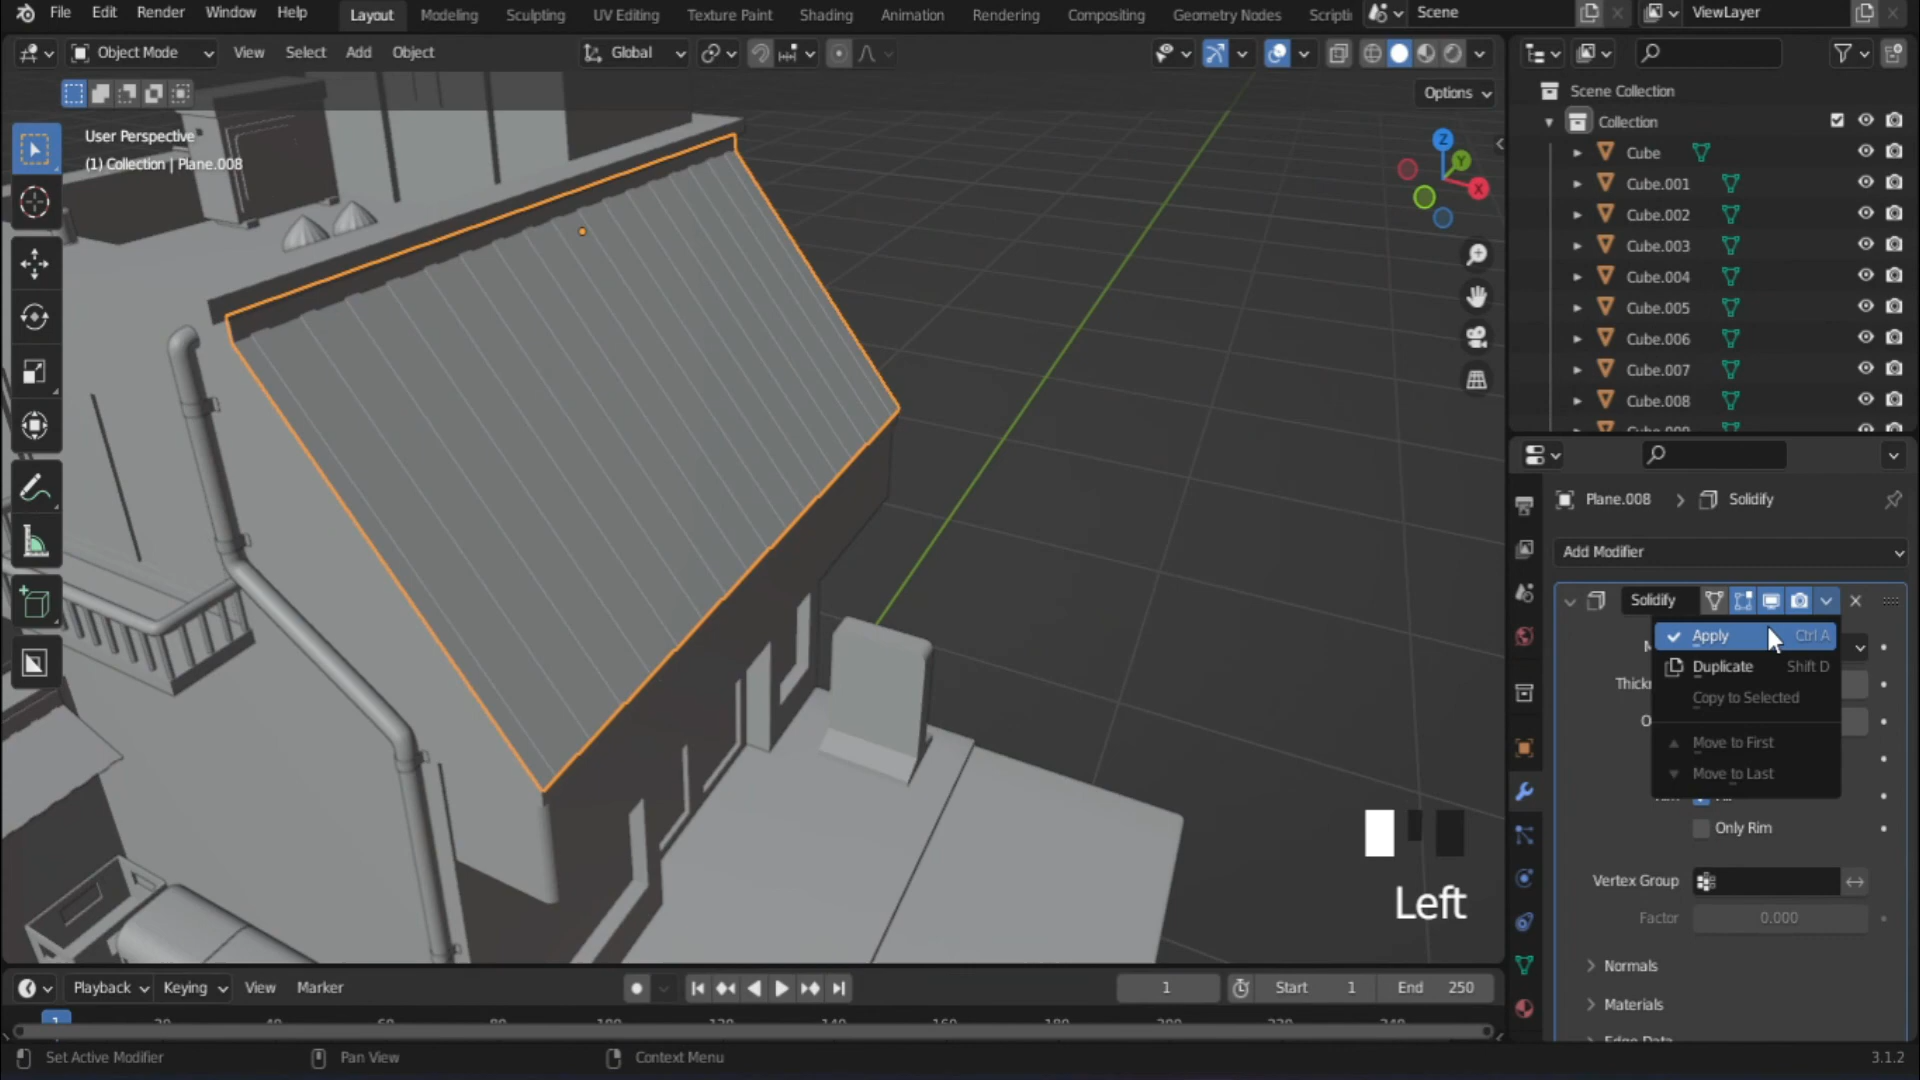 File Edit Render Window Help Layout Modeling Sculpting UV Editing Texture Paint Shading Animation Rendering Compositing Geometry Nodes Scripti Scene ViewLayer
Object Mode View Select Add Object Global
Options
User Perspective
(1) Collection | Plane.008
Z
Y
X
Left
Scene Collection
Collection
Cube
Cube.001
Cube.002
Cube.003
Cube.004
Cube.005
Cube.006
Cube.007
Cube.008
Plane.008 > Solidify
Add Modifier
Solidify
Apply Ctrl A
Thickn
Duplicate Shift D
Copy to Selected
Move to First
Move to Last
Only Rim
Vertex Group
Factor 0.000
Normals
Materials
Playback Keying View Marker 1 Start 1 End 250
1
Set Active Modifier Pan View Context Menu 3.1.2